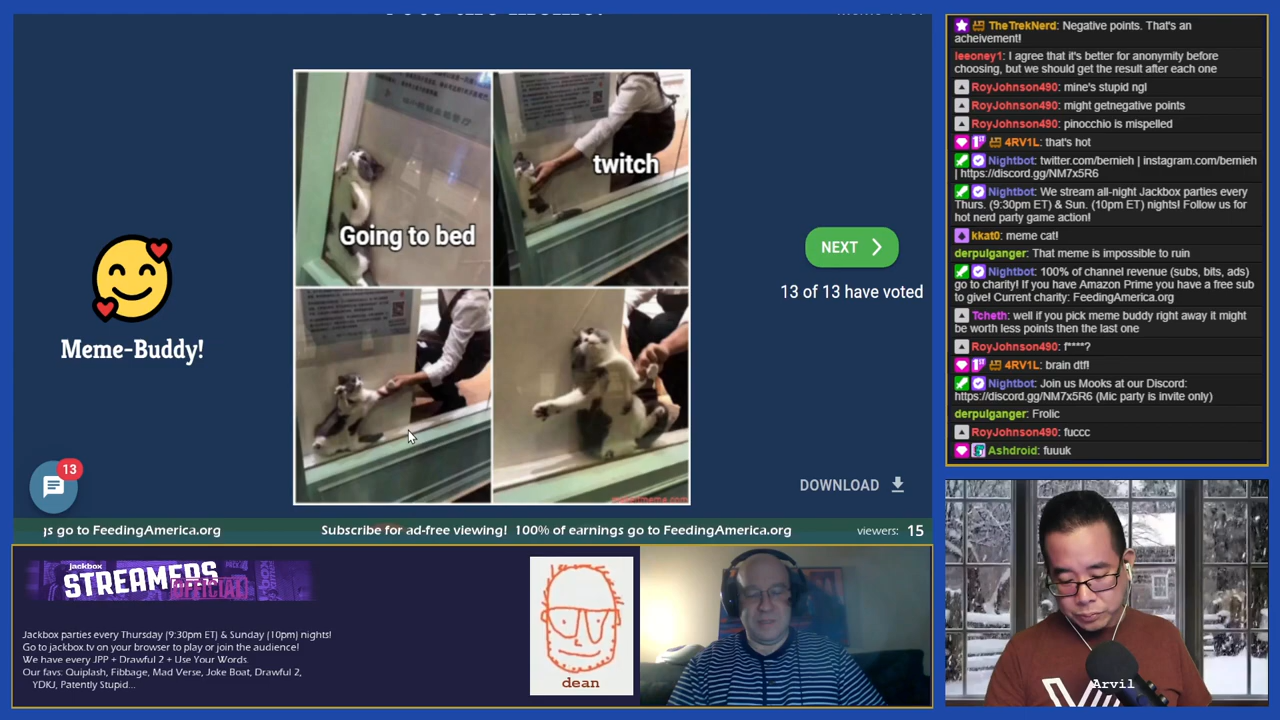 Going to bed
twitch
Meme-Buddy!
NEXT
13 of 13 have voted
DOWNLOAD
13
gs go to FeedingAmerica.org
Subscribe for ad-free viewing! 100% of earnings go to FeedingAmerica.org
viewers: 15
jackbox
STREAMERS
OFFICIAL
Jackbox parties every Thursday (9:30pm ET) & Sunday (10pm) nights!
Go to jackbox.tv on your browser to play or join the audience!
We have every JPP + Drawful 2 + Use Your Words
Our favs: Quiplash, Fibbage, Mad Verse, Joke Boat, Drawful 2,
YDKJ, Patently Stupid...
dean
TheTrekNerd: Negative points. That's an
acheivement!
leeoney1: I agree that it's better for anonymity before
choosing, but we should get the result after each one
RoyJohnson490: mine's stupid ngl
RoyJohnson490: might getnegative points
RoyJohnson490: pinocchio is mispelled
4RV1L: that's hot
Nightbot: twitter.com/bernieh | instagram.com/bernieh
| https://discord.gg/NM7x5R6
Nightbot: We stream all-night Jackbox parties every
Thurs. (9:30pm ET) & Sun. (10pm ET) nights! Follow us for
hot nerd party game action!
kkat0: meme cat!
derpulganger: That meme is impossible to ruin
Nightbot: 100% of channel revenue (subs, bits, ads)
go to charity! If you have Amazon Prime you have a free sub
to give! Current charity: FeedingAmerica.org
Tcheth: well if you pick meme buddy right away it might
be worth less points then the last one
RoyJohnson490: f****?
4RV1L: brain dtf!
Nightbot: Join us Mooks at our Discord:
https://discord.gg/NM7x5R6 (Mic party is invite only)
derpulganger: Frolic
RoyJohnson490: fuccc
Ashdroid: fuuuk
Arvil